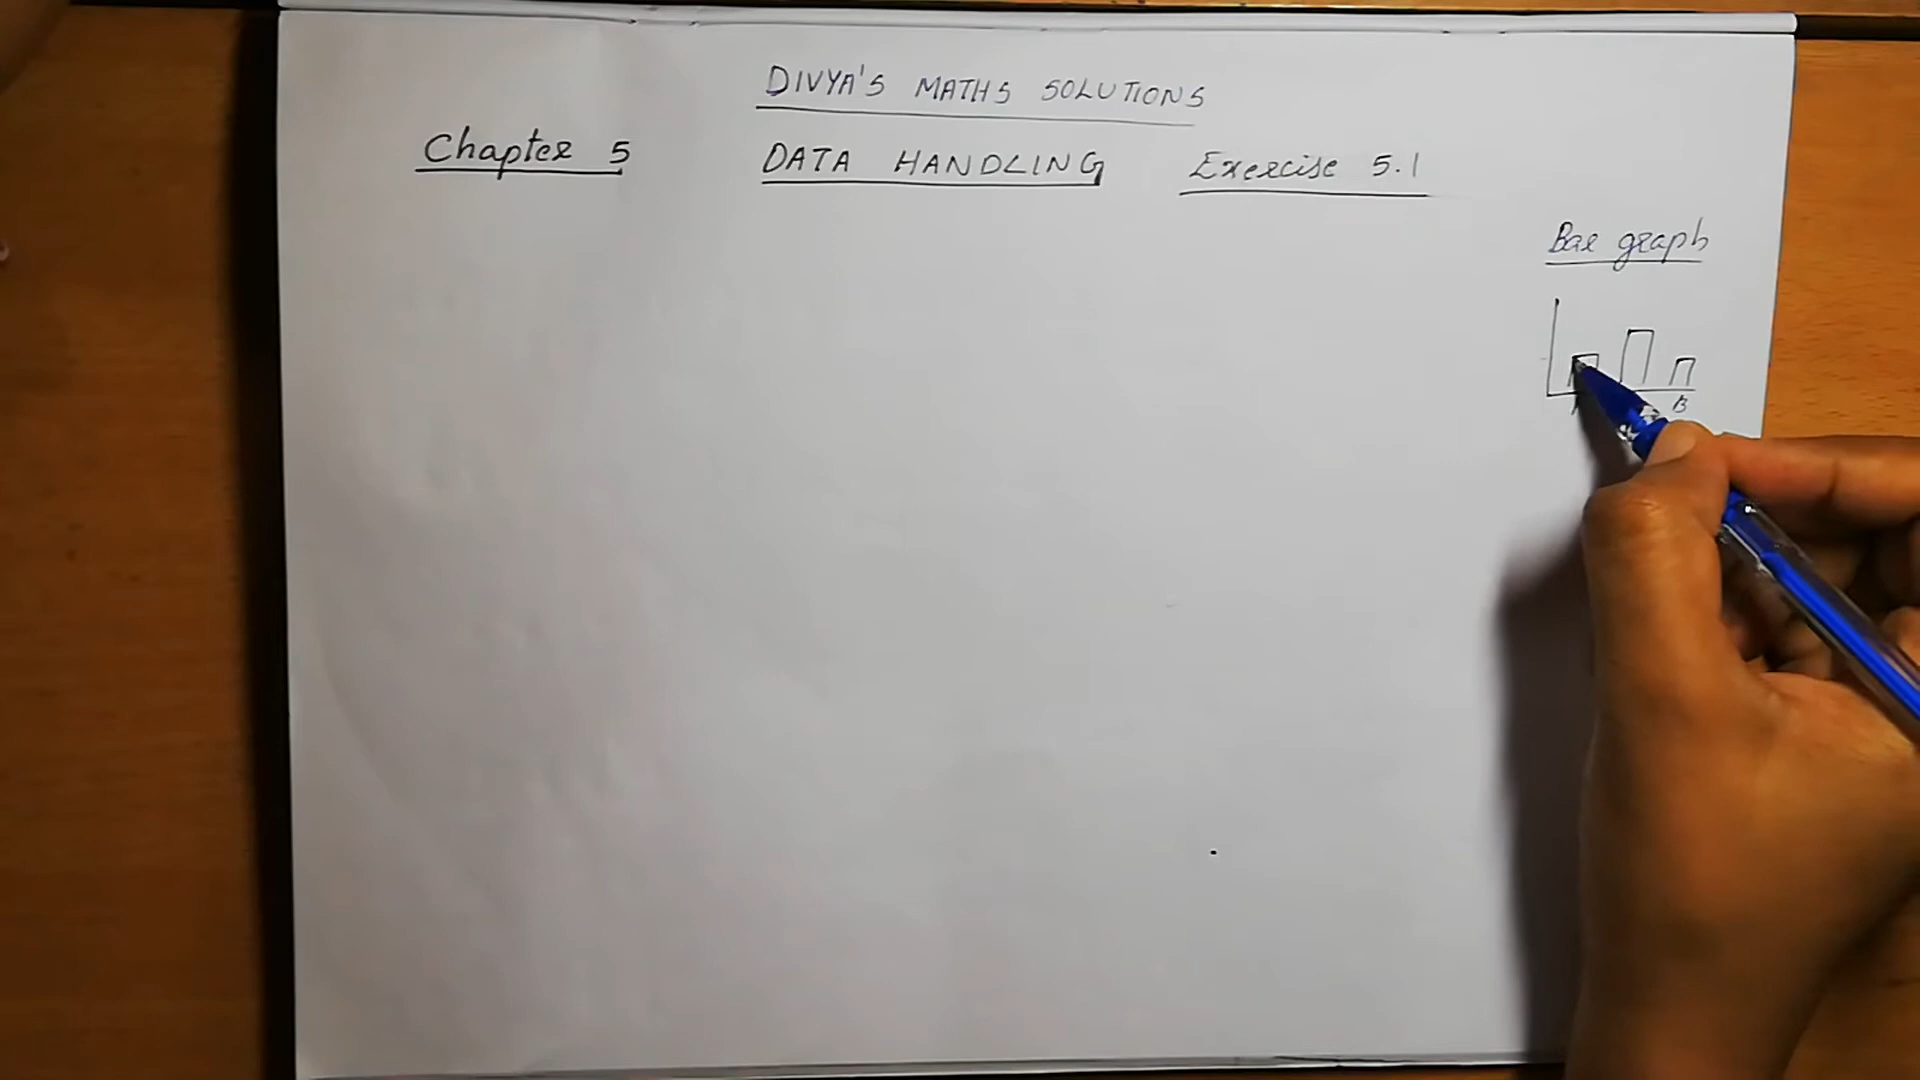 DIVYA'S MATHS SOLUTIONS
Chapter 5 DATA HANDLING Exercise 5.1
Bar graph
B